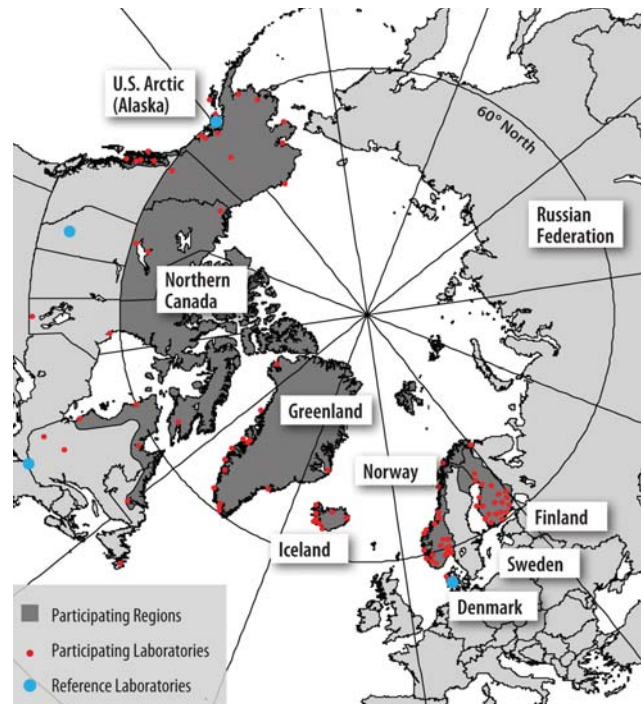 U.S. Arctic
(Alaska)
60° North
Russian
Federation
Northern
Canada
Greenland
Norway
Finland
Iceland
Sweden
Denmark
Participating Regions
Participating Laboratories
Reference Laboratories